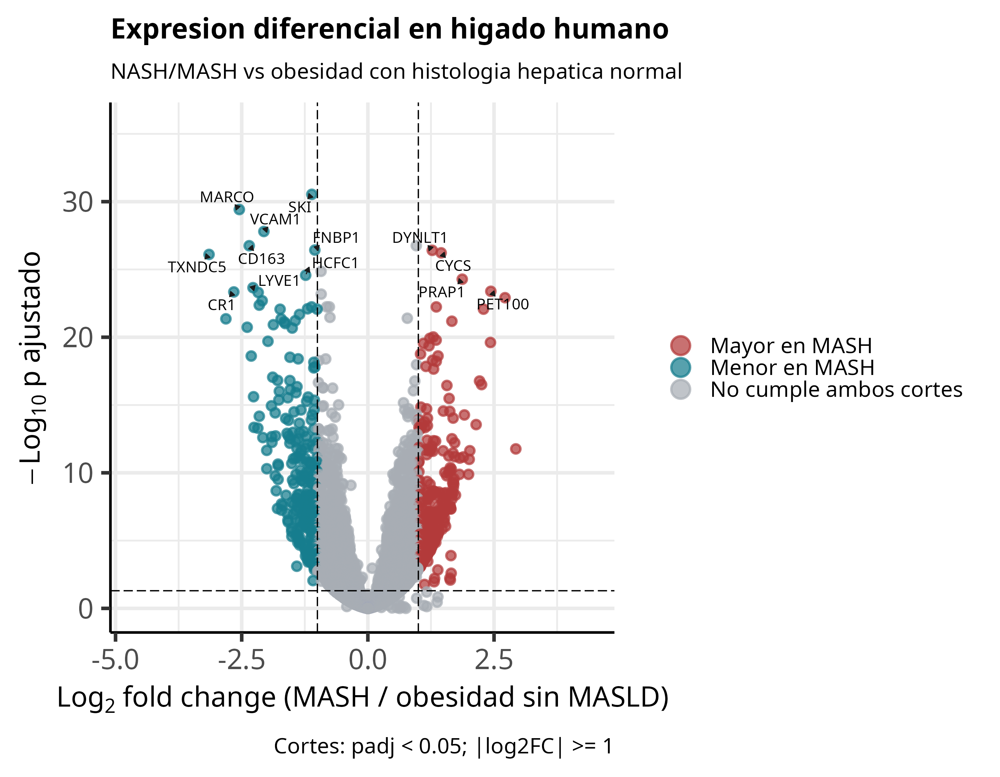 Expresion diferencial en higado humano
NASH/MASH vs obesidad con histologia hepatica normal
−Log10 p ajustado
30
20
10
0
MARCO
SKI
VCAM1
FNBP1
DYNLT1
CD163
TXNDC5
HCFC1
CYCS
LYVE1
PRAP1
CR1
PET100
Mayor en MASH
Menor en MASH
No cumple ambos cortes
-5.0 -2.5 0.0 2.5
Log2 fold change (MASH / obesidad sin MASLD)
Cortes: padj < 0.05; |log2FC| >= 1